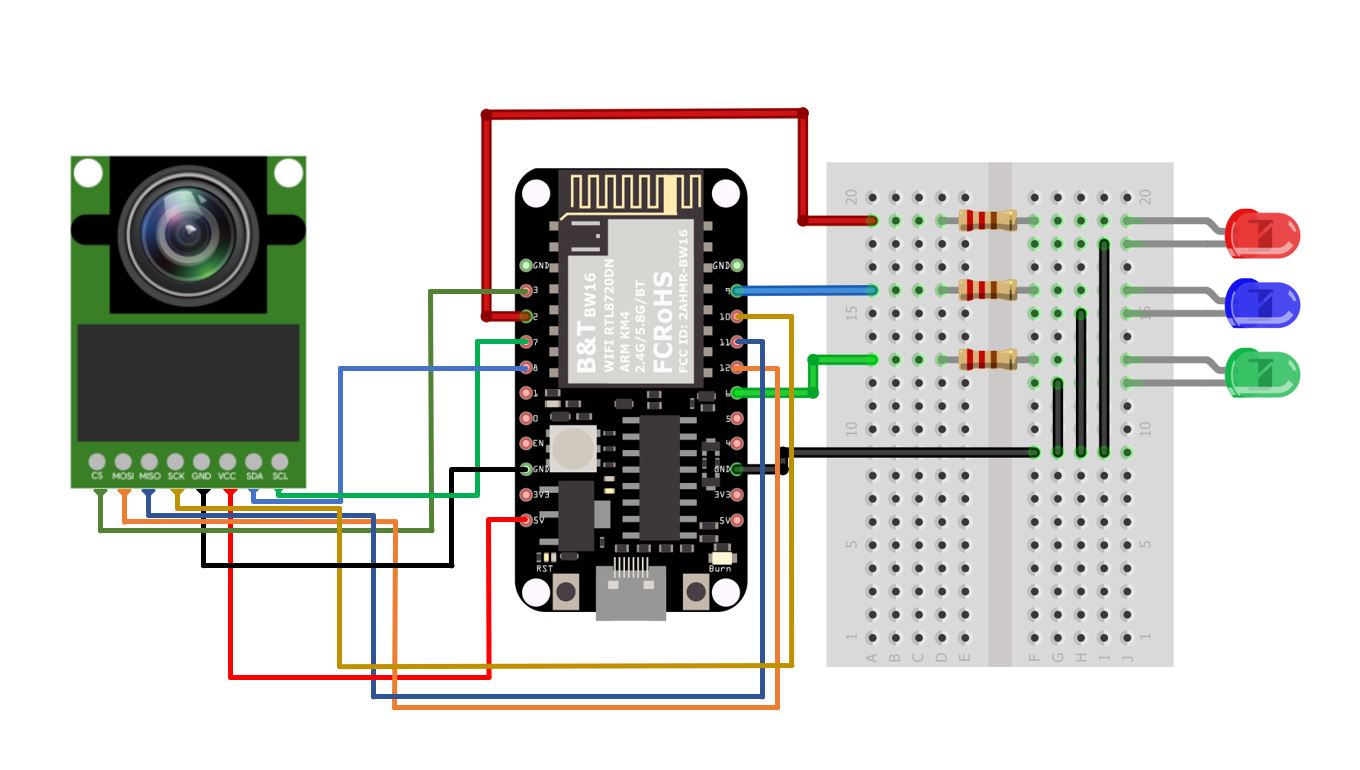 CS MOSI MISO SCK GND VCC SDA SCL
B&T BW16
WIFI RTL8720DN
ARM KM4
2.4G/5.8G/BT
FCRoHS
FCC ID: 2AHMR-BW16
GND
3
2
7
8
1
0
EN
GND
3V3
5V
RST
GND
9
10
11
12
6
5
4
GND
3V3
5V
Burn
20 20
15 15
10 10
5 5
1 1
A B C D E F G H I J